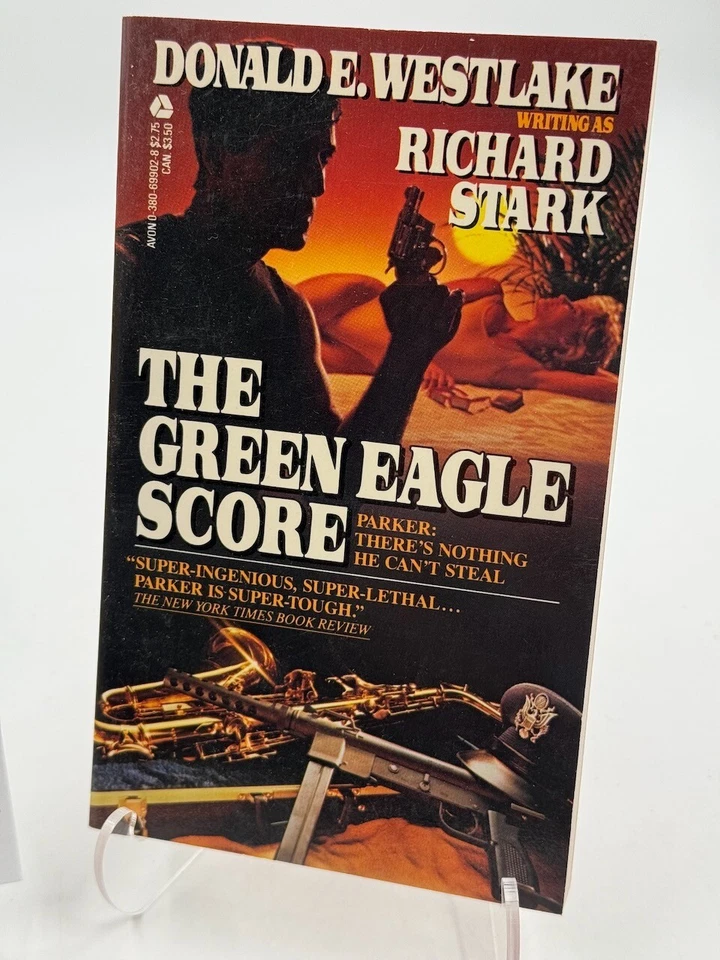 DONALD E. WESTLAKE
WRITING AS
RICHARD
STARK
AVON 0-380-69902-8 $2.75
CAN. $3.50
THE
GREEN EAGLE
SCORE
PARKER:
THERE'S NOTHING
HE CAN'T STEAL
"SUPER-INGENIOUS, SUPER-LETHAL...
PARKER IS SUPER-TOUGH."
THE NEW YORK TIMES BOOK REVIEW